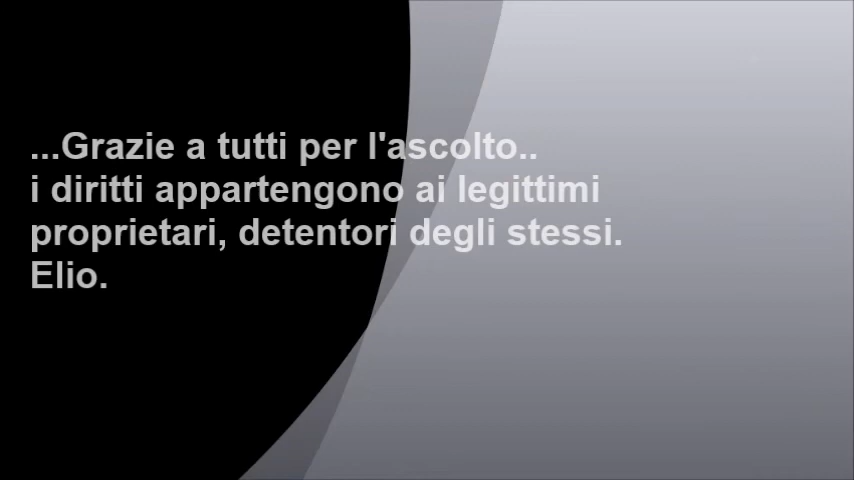 ...Grazie a tutti per l'ascolto..
i diritti appartengono ai legittimi
proprietari, detentori degli stessi.
Elio.